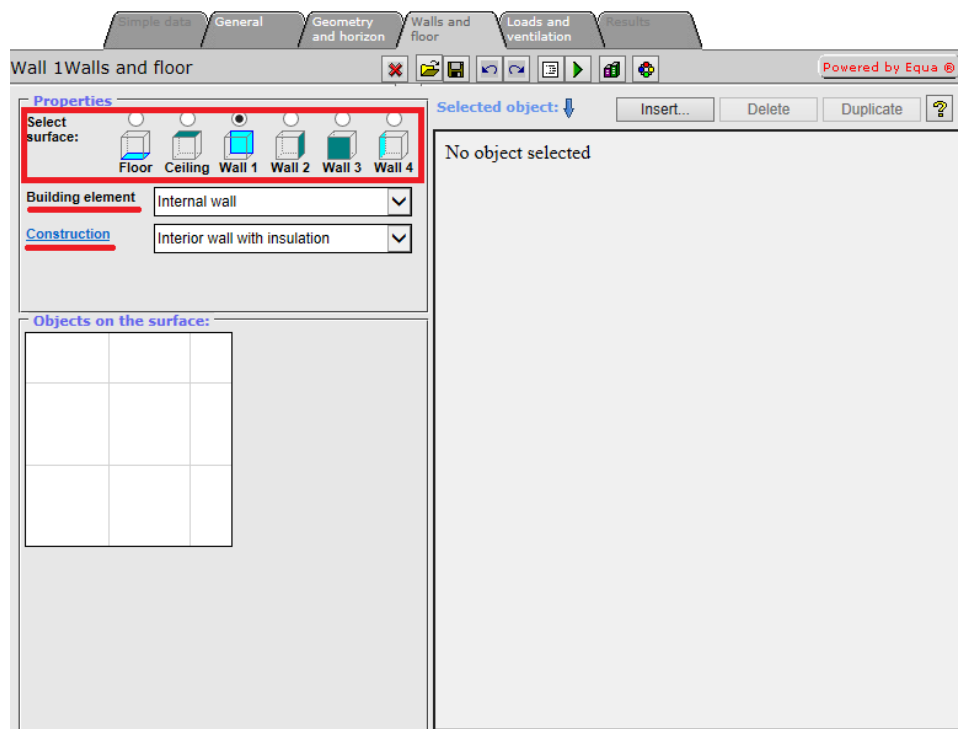 Simple data
General
Geometry
and horizon
Walls and
floor
Loads and
ventilation
Results
Wall 1Walls and floor
Powered by Equa ®
Properties
Select
surface:
Floor Ceiling Wall 1 Wall 2 Wall 3 Wall 4
Building element Internal wall
Construction Interior wall with insulation
Objects on the surface:
Selected object: Insert... Delete Duplicate ?
No object selected